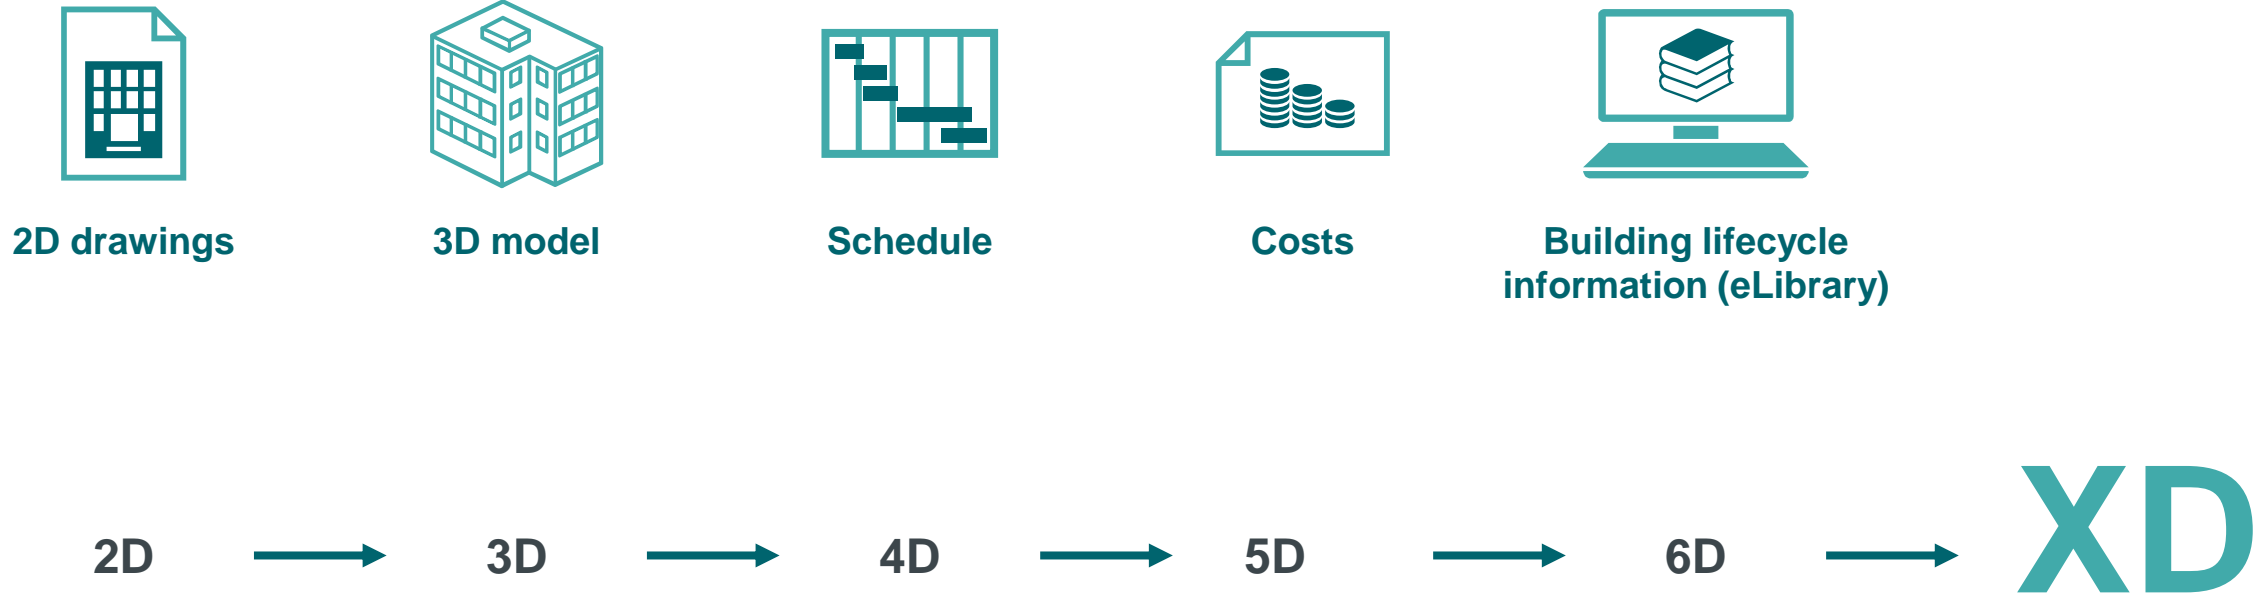 2D drawings
3D model
Schedule
Costs
Building lifecycle
information (eLibrary)
2D
3D
4D
5D
6D
XD